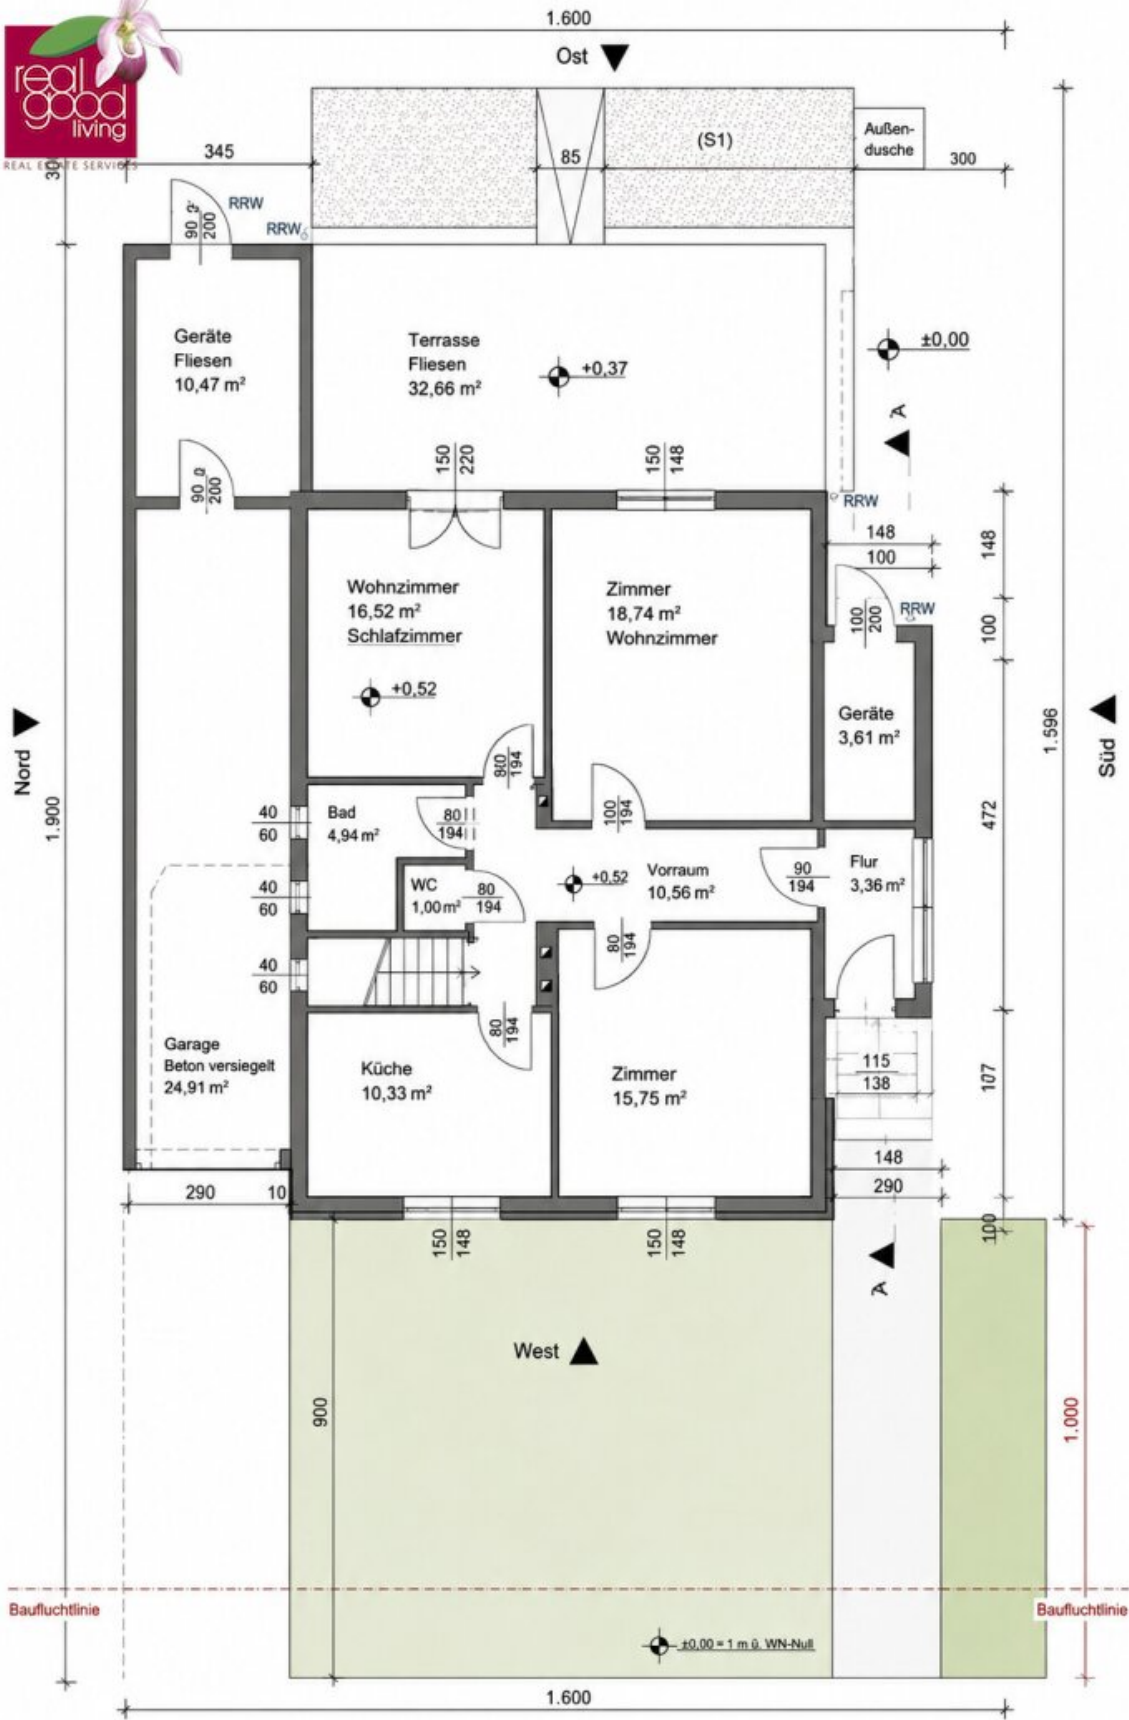 real
good
living
REAL ESTATE SERVICES
1.600
Ost
(S1)
Außen-
dusche
345
85
300
30
RRW
RRW
90
200
Geräte
Fliesen
10,47 m²
Terrasse
Fliesen
32,66 m²
+0,37
±0,00
A
150
220
150
148
90
200
RRW
148
100
148
Wohnzimmer
16,52 m²
Schlafzimmer
+0,52
Zimmer
18,74 m²
Wohnzimmer
100
200
RRW
100
Geräte
3,61 m²
Nord
1.900
1.596
Süd
80
194
100
194
472
40
60
Bad
4,94 m²
80
194
40
60
WC
1,00 m²
80
194
+0,52
Vorraum
10,56 m²
90
194
Flur
3,36 m²
40
60
80
194
80
194
Garage
Beton versiegelt
24,91 m²
Küche
10,33 m²
Zimmer
15,75 m²
115
138
107
148
290
290
10
100
150
148
150
148
A
West
900
1.000
Baufluchtlinie
Baufluchtlinie
±0,00 = 1 m ü. WN-Null
1.600